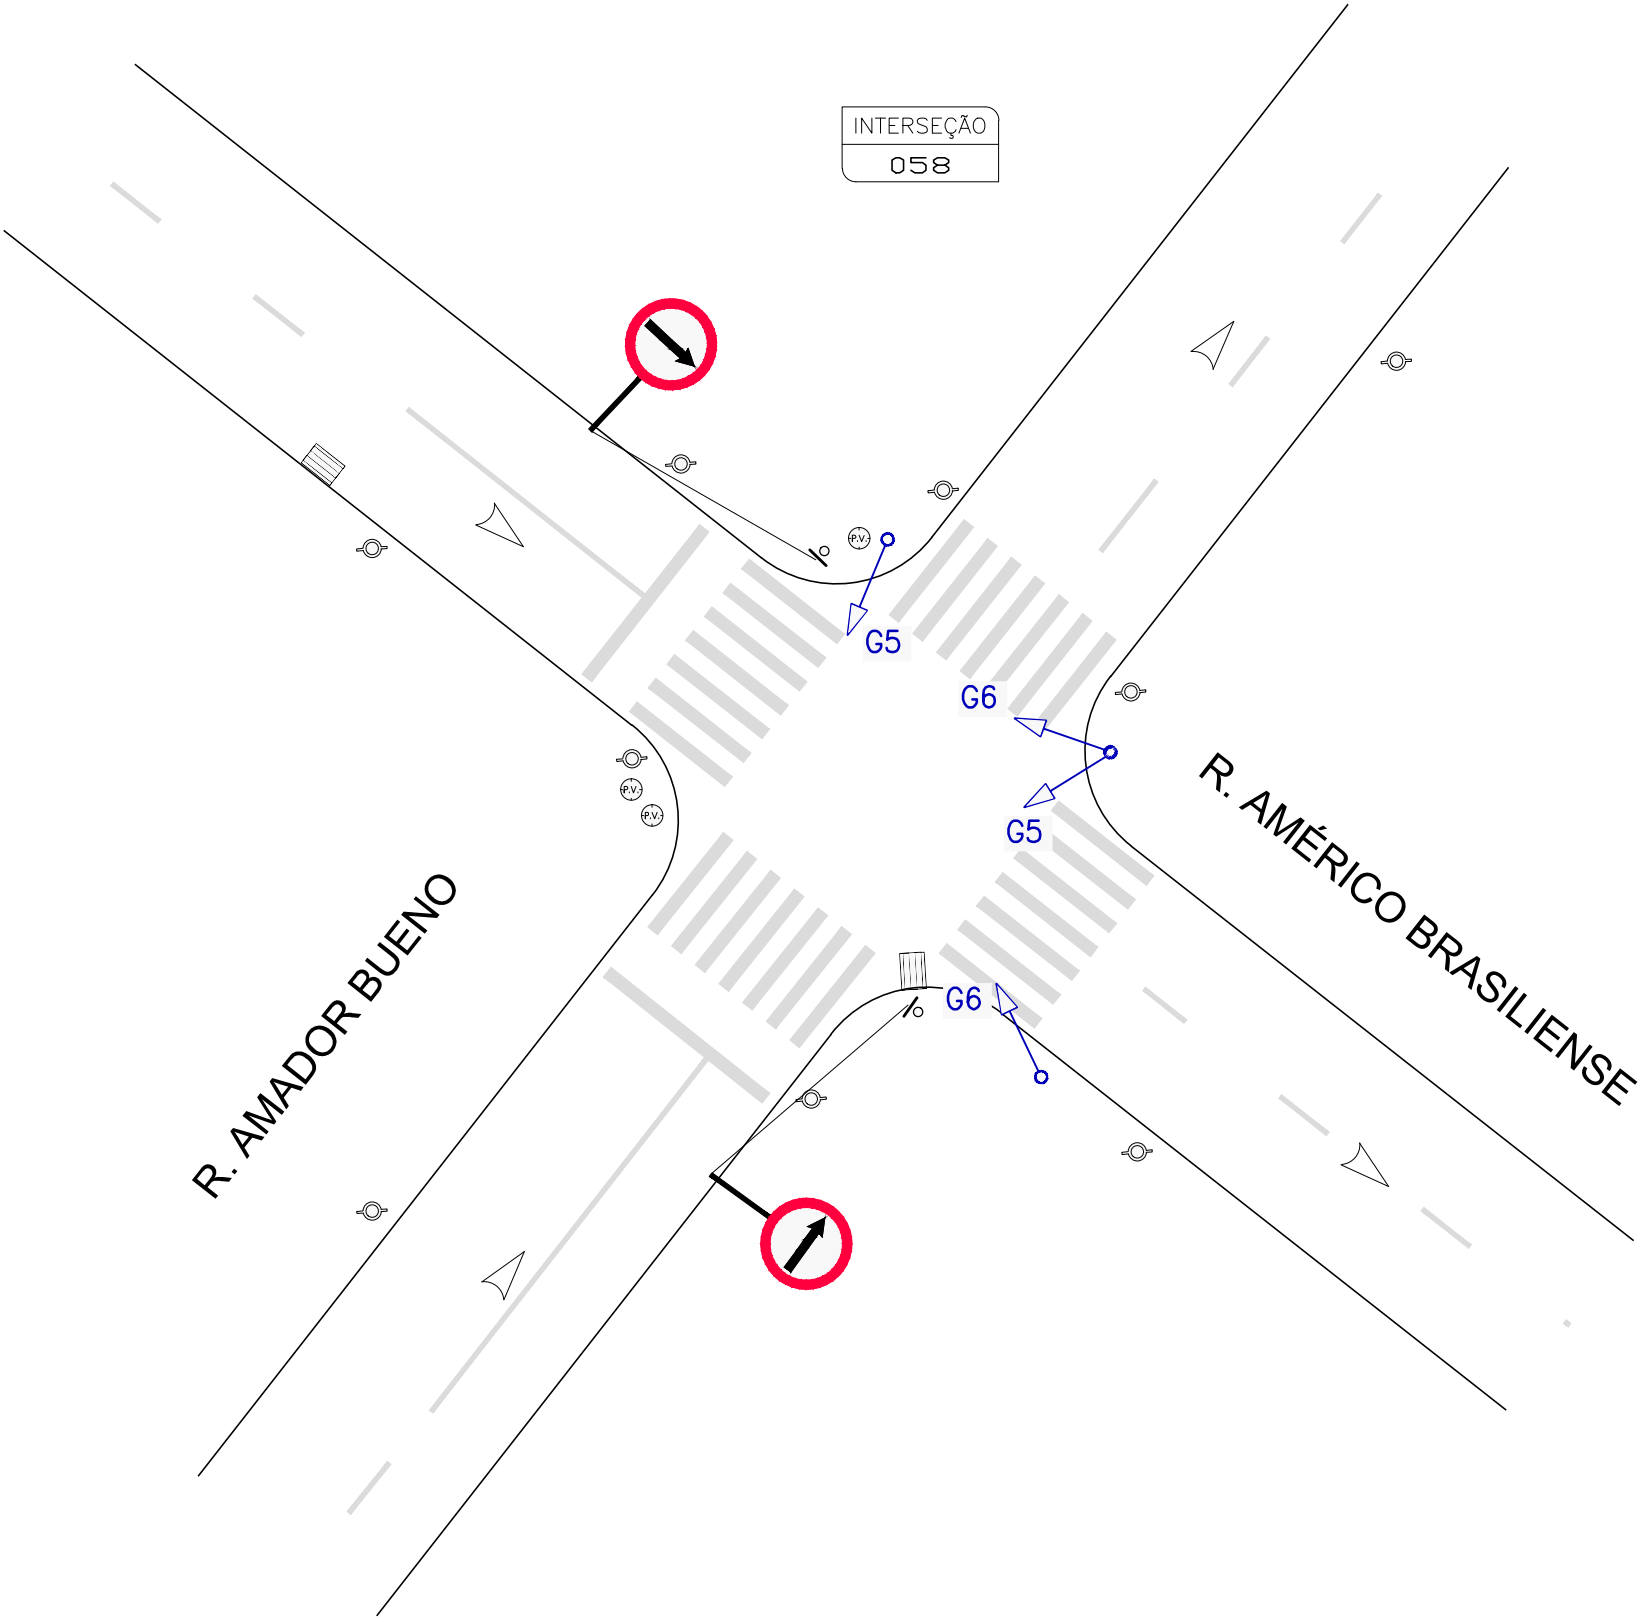 INTERSEÇÃO
058
P.V.
G5
G6
R. AMÉRICO BRASILIENSE
P.V.
P.V.
G5
R. AMADOR BUENO
G6